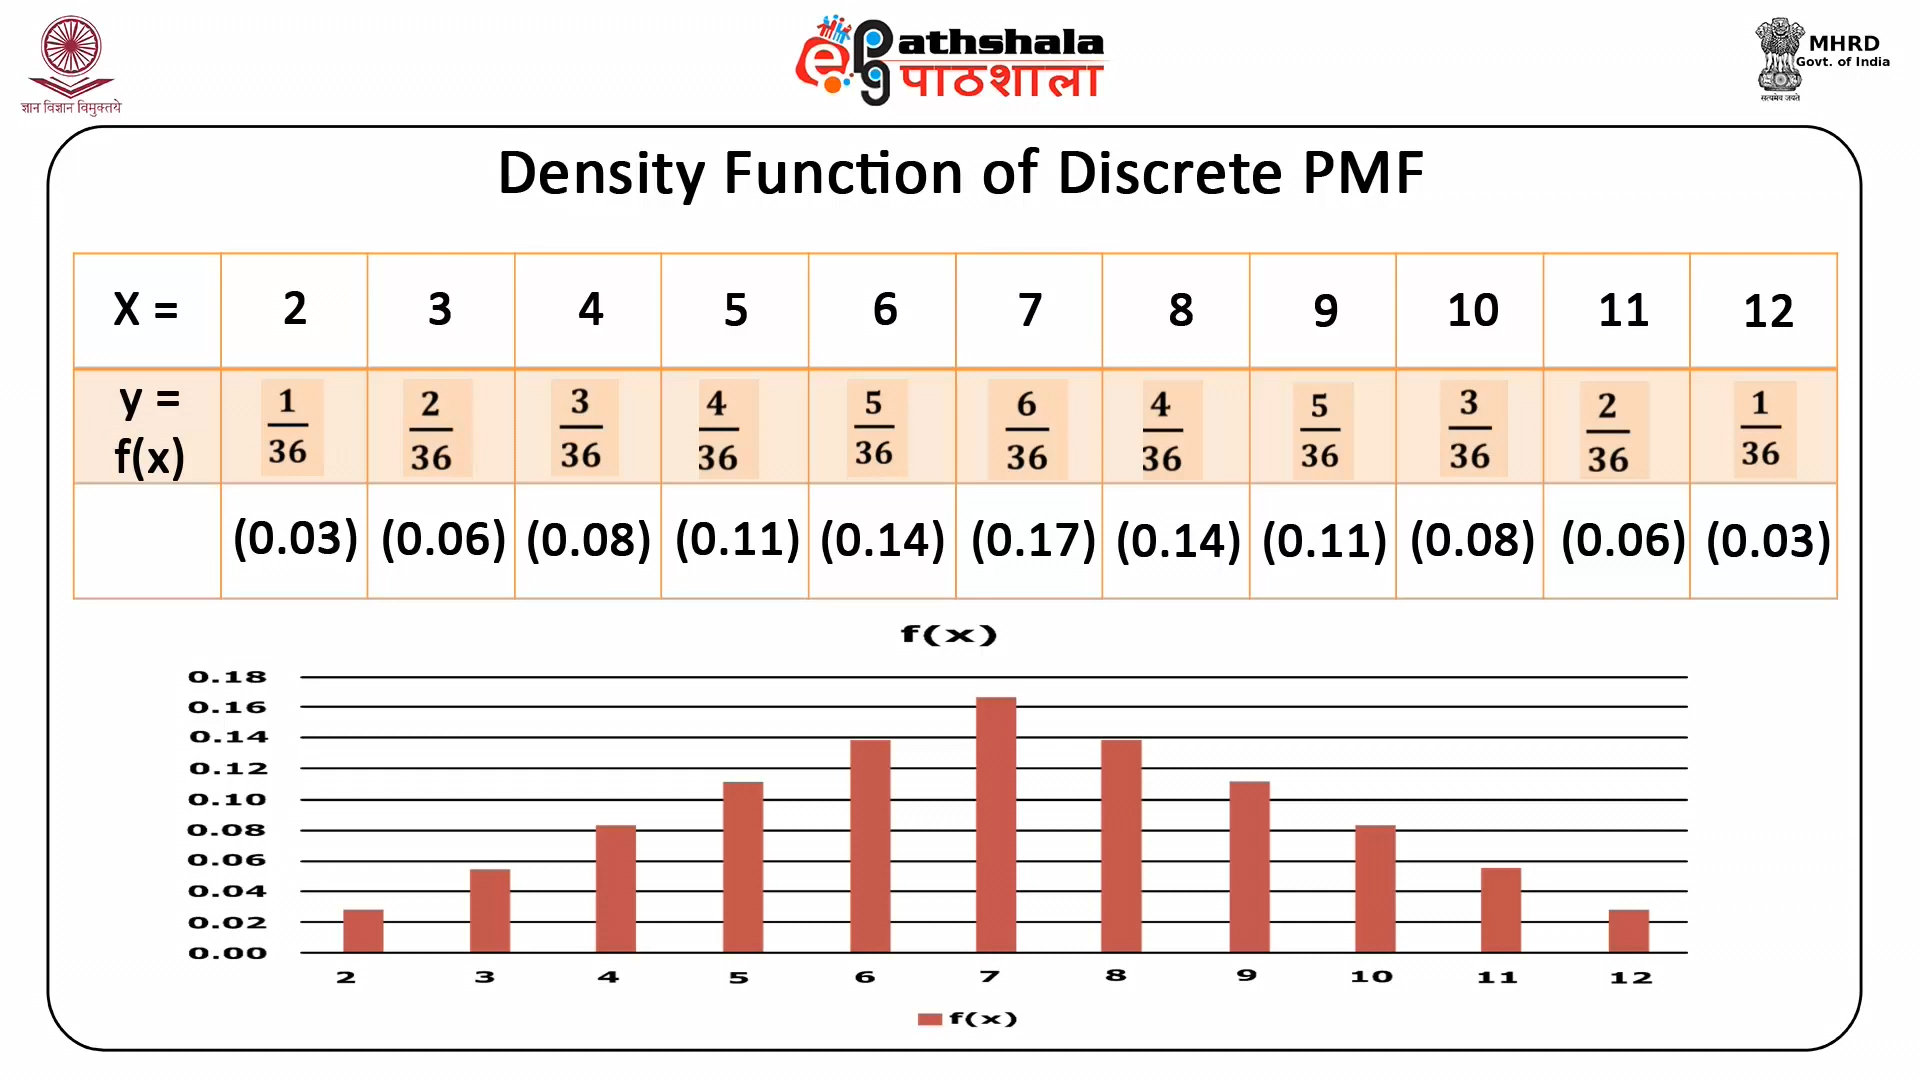 ज्ञान विज्ञान विमुक्तये
ePG Pathshala
पाठशाला
MHRD
Govt. of India
सत्यमेव जयते
Density Function of Discrete PMF
X = 2 3 4 5 6 7 8 9 10 11 12
y = f(x) 1/36 2/36 3/36 4/36 5/36 6/36 4/36 5/36 3/36 2/36 1/36
(0.03) (0.06) (0.08) (0.11) (0.14) (0.17) (0.14) (0.11) (0.08) (0.06) (0.03)
f(x)
0.18
0.16
0.14
0.12
0.10
0.08
0.06
0.04
0.02
0.00
2 3 4 5 6 7 8 9 10 11 12
f(x)